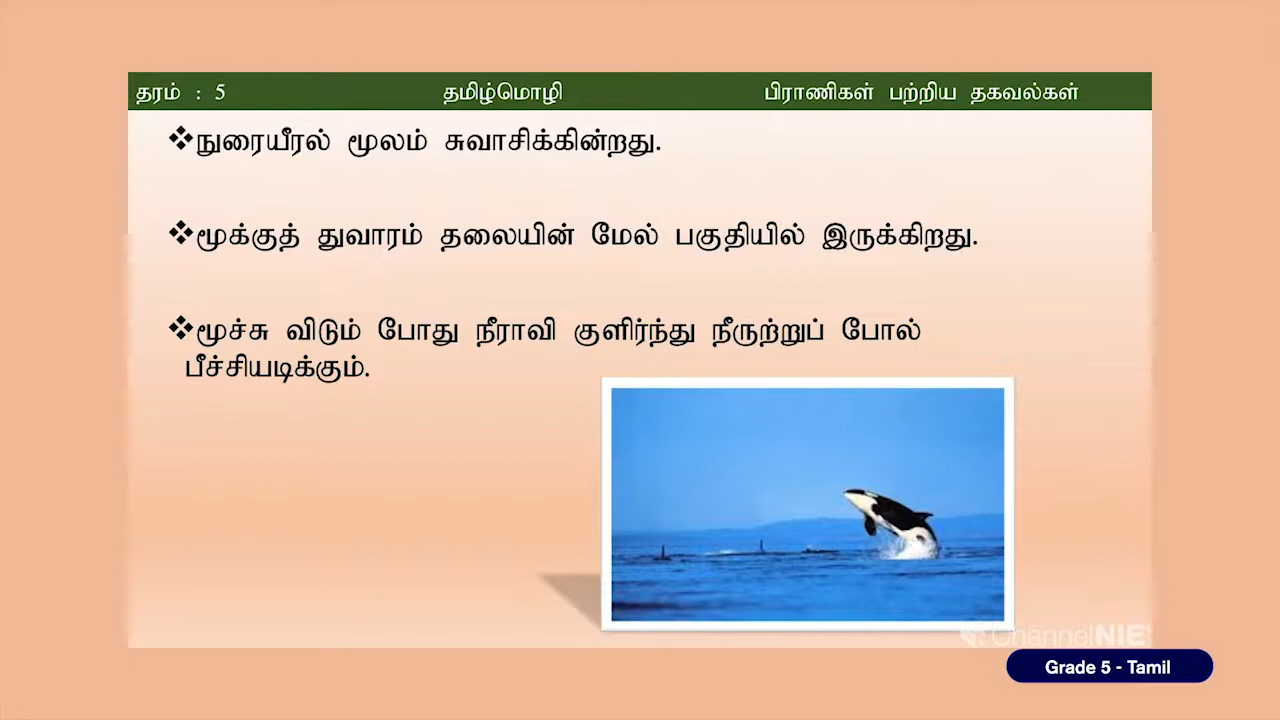 தரம் : 5 தமிழ்மொழி பிராணிகள் பற்றிய தகவல்கள்
❖நுரையீரல் மூலம் சுவாசிக்கின்றது.
❖மூக்குத் துவாரம் தலையின் மேல் பகுதியில் இருக்கிறது.
❖மூச்சு விடும் போது நீராவி குளிர்ந்து நீருற்றுப் போல்
பீச்சியடிக்கும்.
ChannelNIE
Grade 5 - Tamil